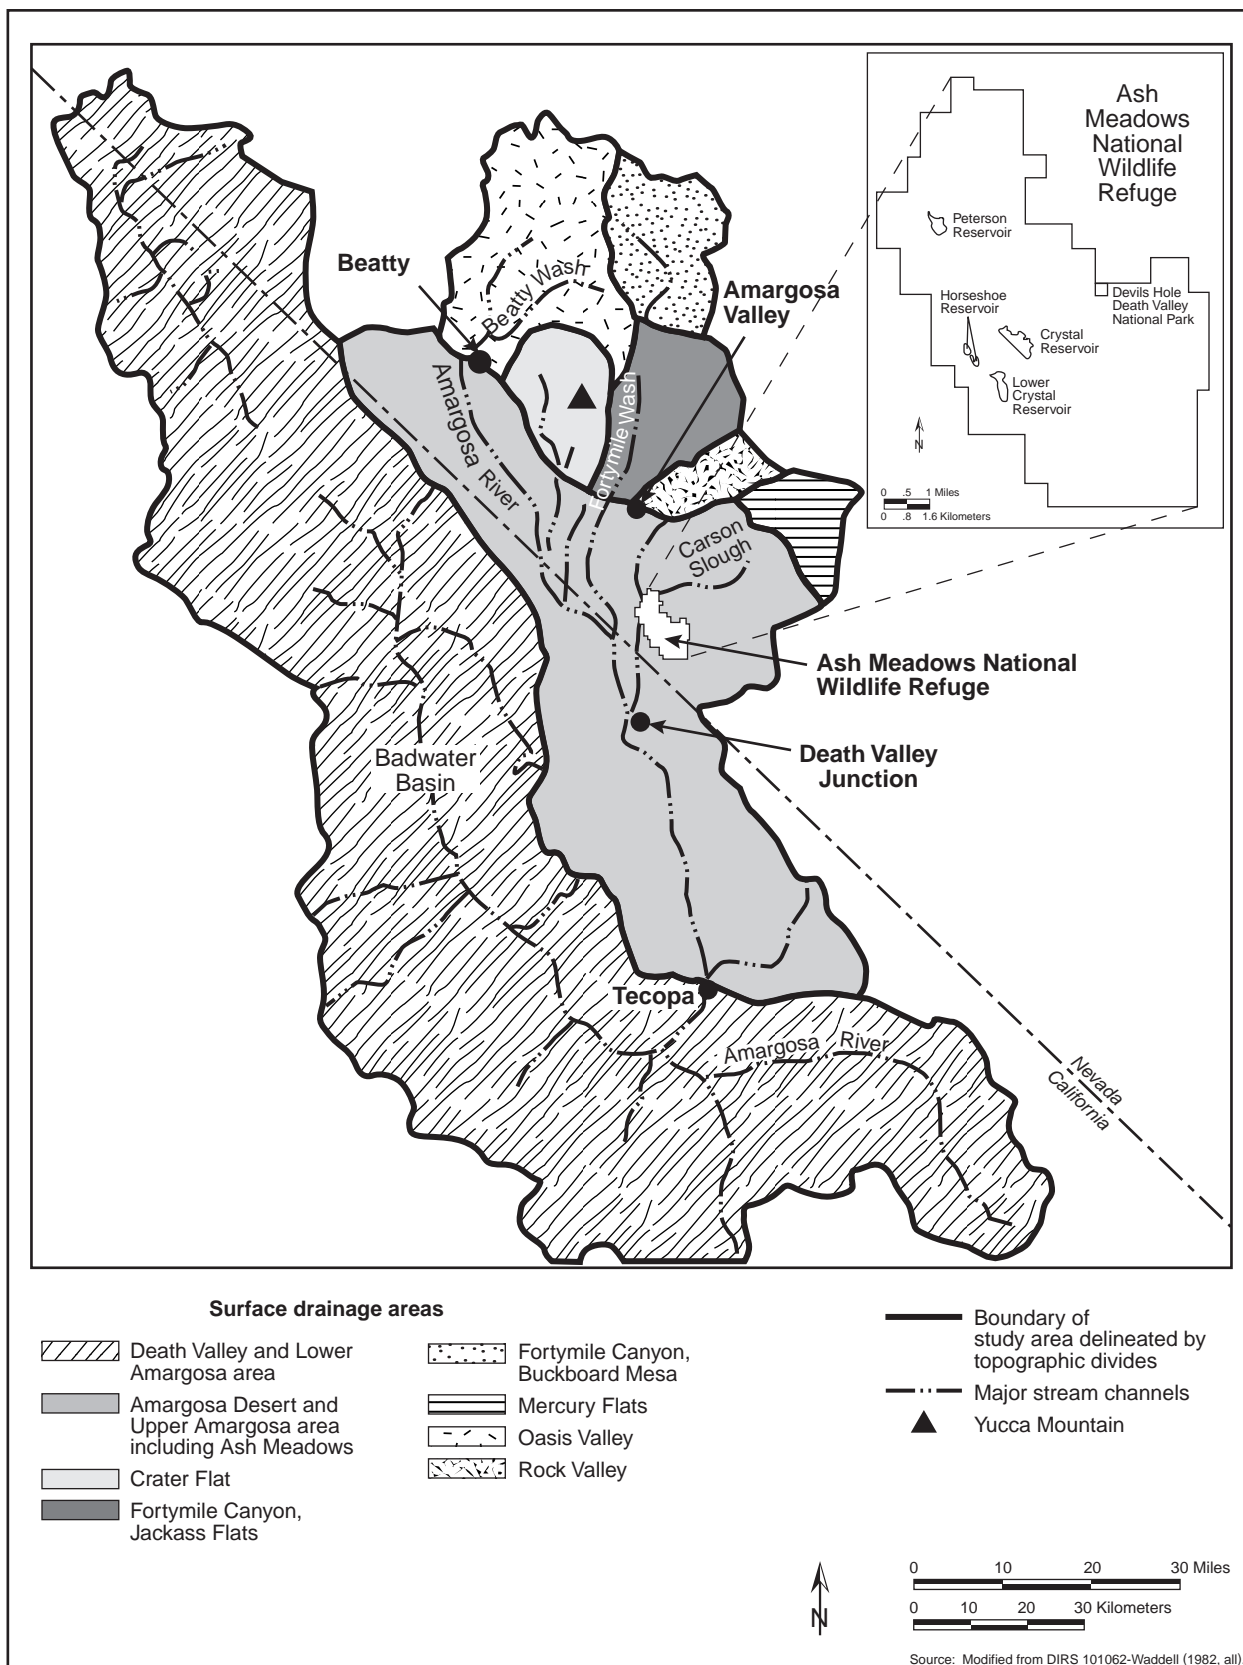 Ash
Meadows
National
Wildlife
Refuge
Peterson
Reservoir
Horseshoe
Reservoir
Devils Hole
Death Valley
National Park
Crystal
Reservoir
Lower
Crystal
Reservoir
N
0 .5 1 Miles
0 .8 1.6 Kilometers
Beatty
Beatty Wash
Amargosa
Valley
Amargosa River
Fortymile Wash
Carson
Slough
Ash Meadows National
Wildlife Refuge
Death Valley
Junction
Badwater
Basin
Tecopa
Amargosa River
Nevada
California
Surface drainage areas
Death Valley and Lower
Amargosa area
Amargosa Desert and
Upper Amargosa area
including Ash Meadows
Crater Flat
Fortymile Canyon,
Jackass Flats
Fortymile Canyon,
Buckboard Mesa
Mercury Flats
Oasis Valley
Rock Valley
Boundary of
study area delineated by
topographic divides
Major stream channels
Yucca Mountain
N
0 10 20 30 Miles
0 10 20 30 Kilometers
Source: Modified from DIRS 101062-Waddell (1982, all).